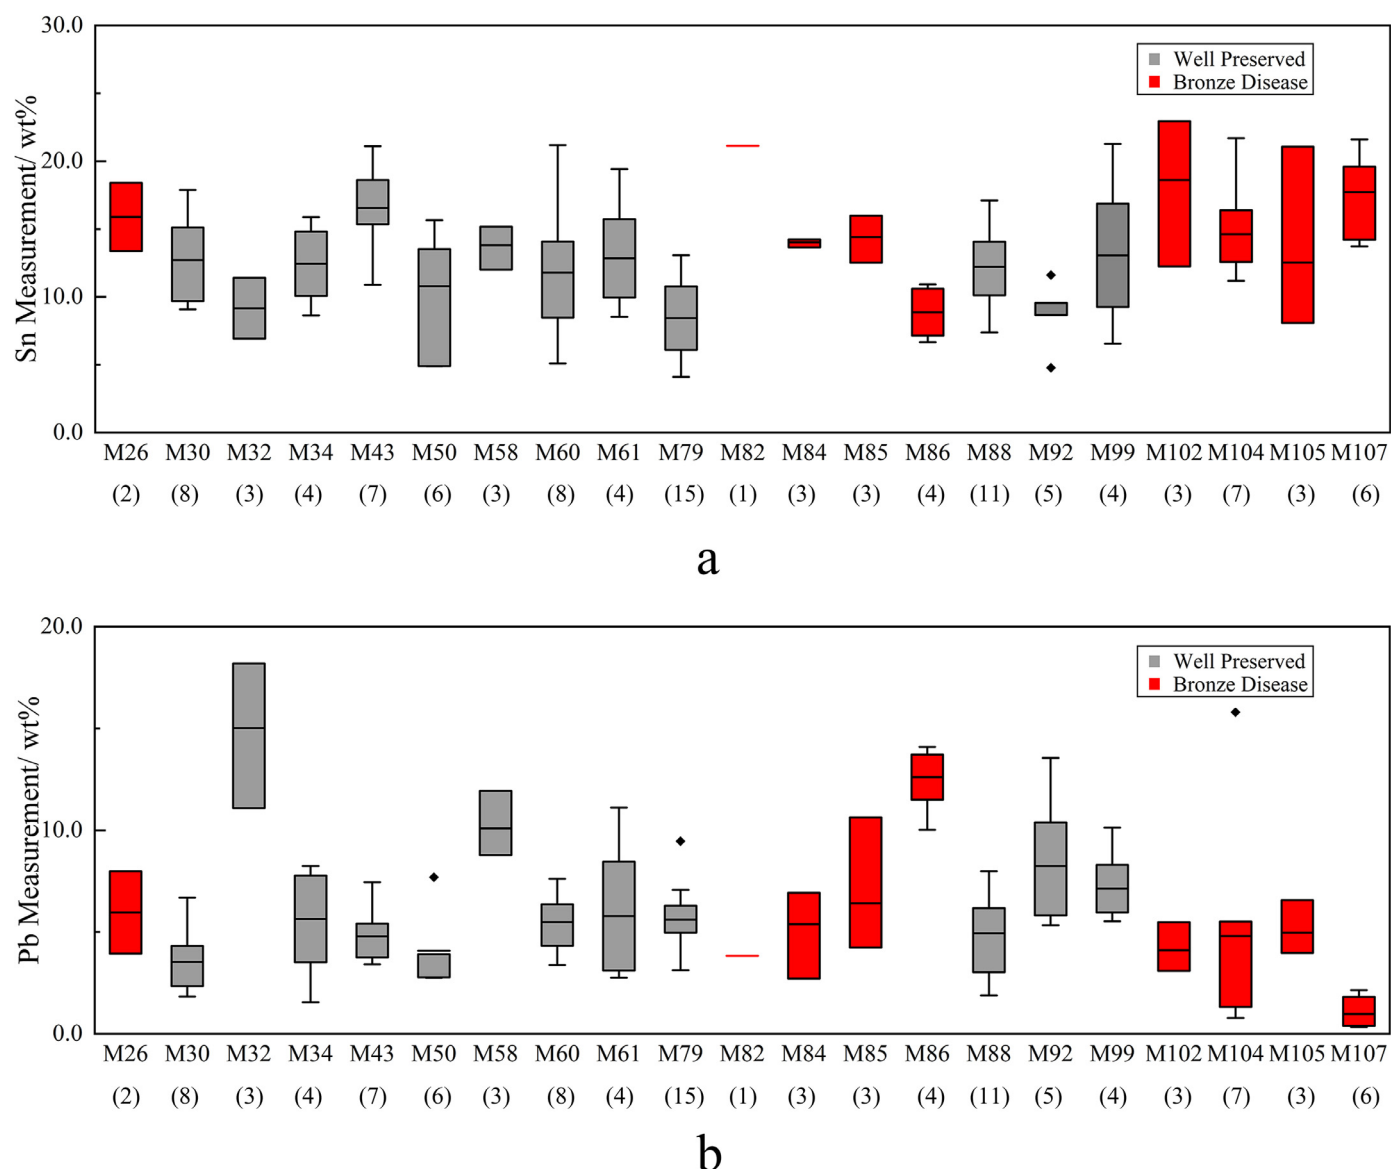 30.0
Well Preserved
Bronze Disease
Sn Measurement/ wt%
20.0
10.0
0.0
M26 M30 M32 M34 M43 M50 M58 M60 M61 M79 M82 M84 M85 M86 M88 M92 M99 M102 M104 M105 M107
(2) (8) (3) (4) (7) (6) (3) (8) (4) (15) (1) (3) (3) (4) (11) (5) (4) (3) (7) (3) (6)
a
20.0
Well Preserved
Bronze Disease
Pb Measurement/ wt%
10.0
0.0
M26 M30 M32 M34 M43 M50 M58 M60 M61 M79 M82 M84 M85 M86 M88 M92 M99 M102 M104 M105 M107
(2) (8) (3) (4) (7) (6) (3) (8) (4) (15) (1) (3) (3) (4) (11) (5) (4) (3) (7) (3) (6)
b